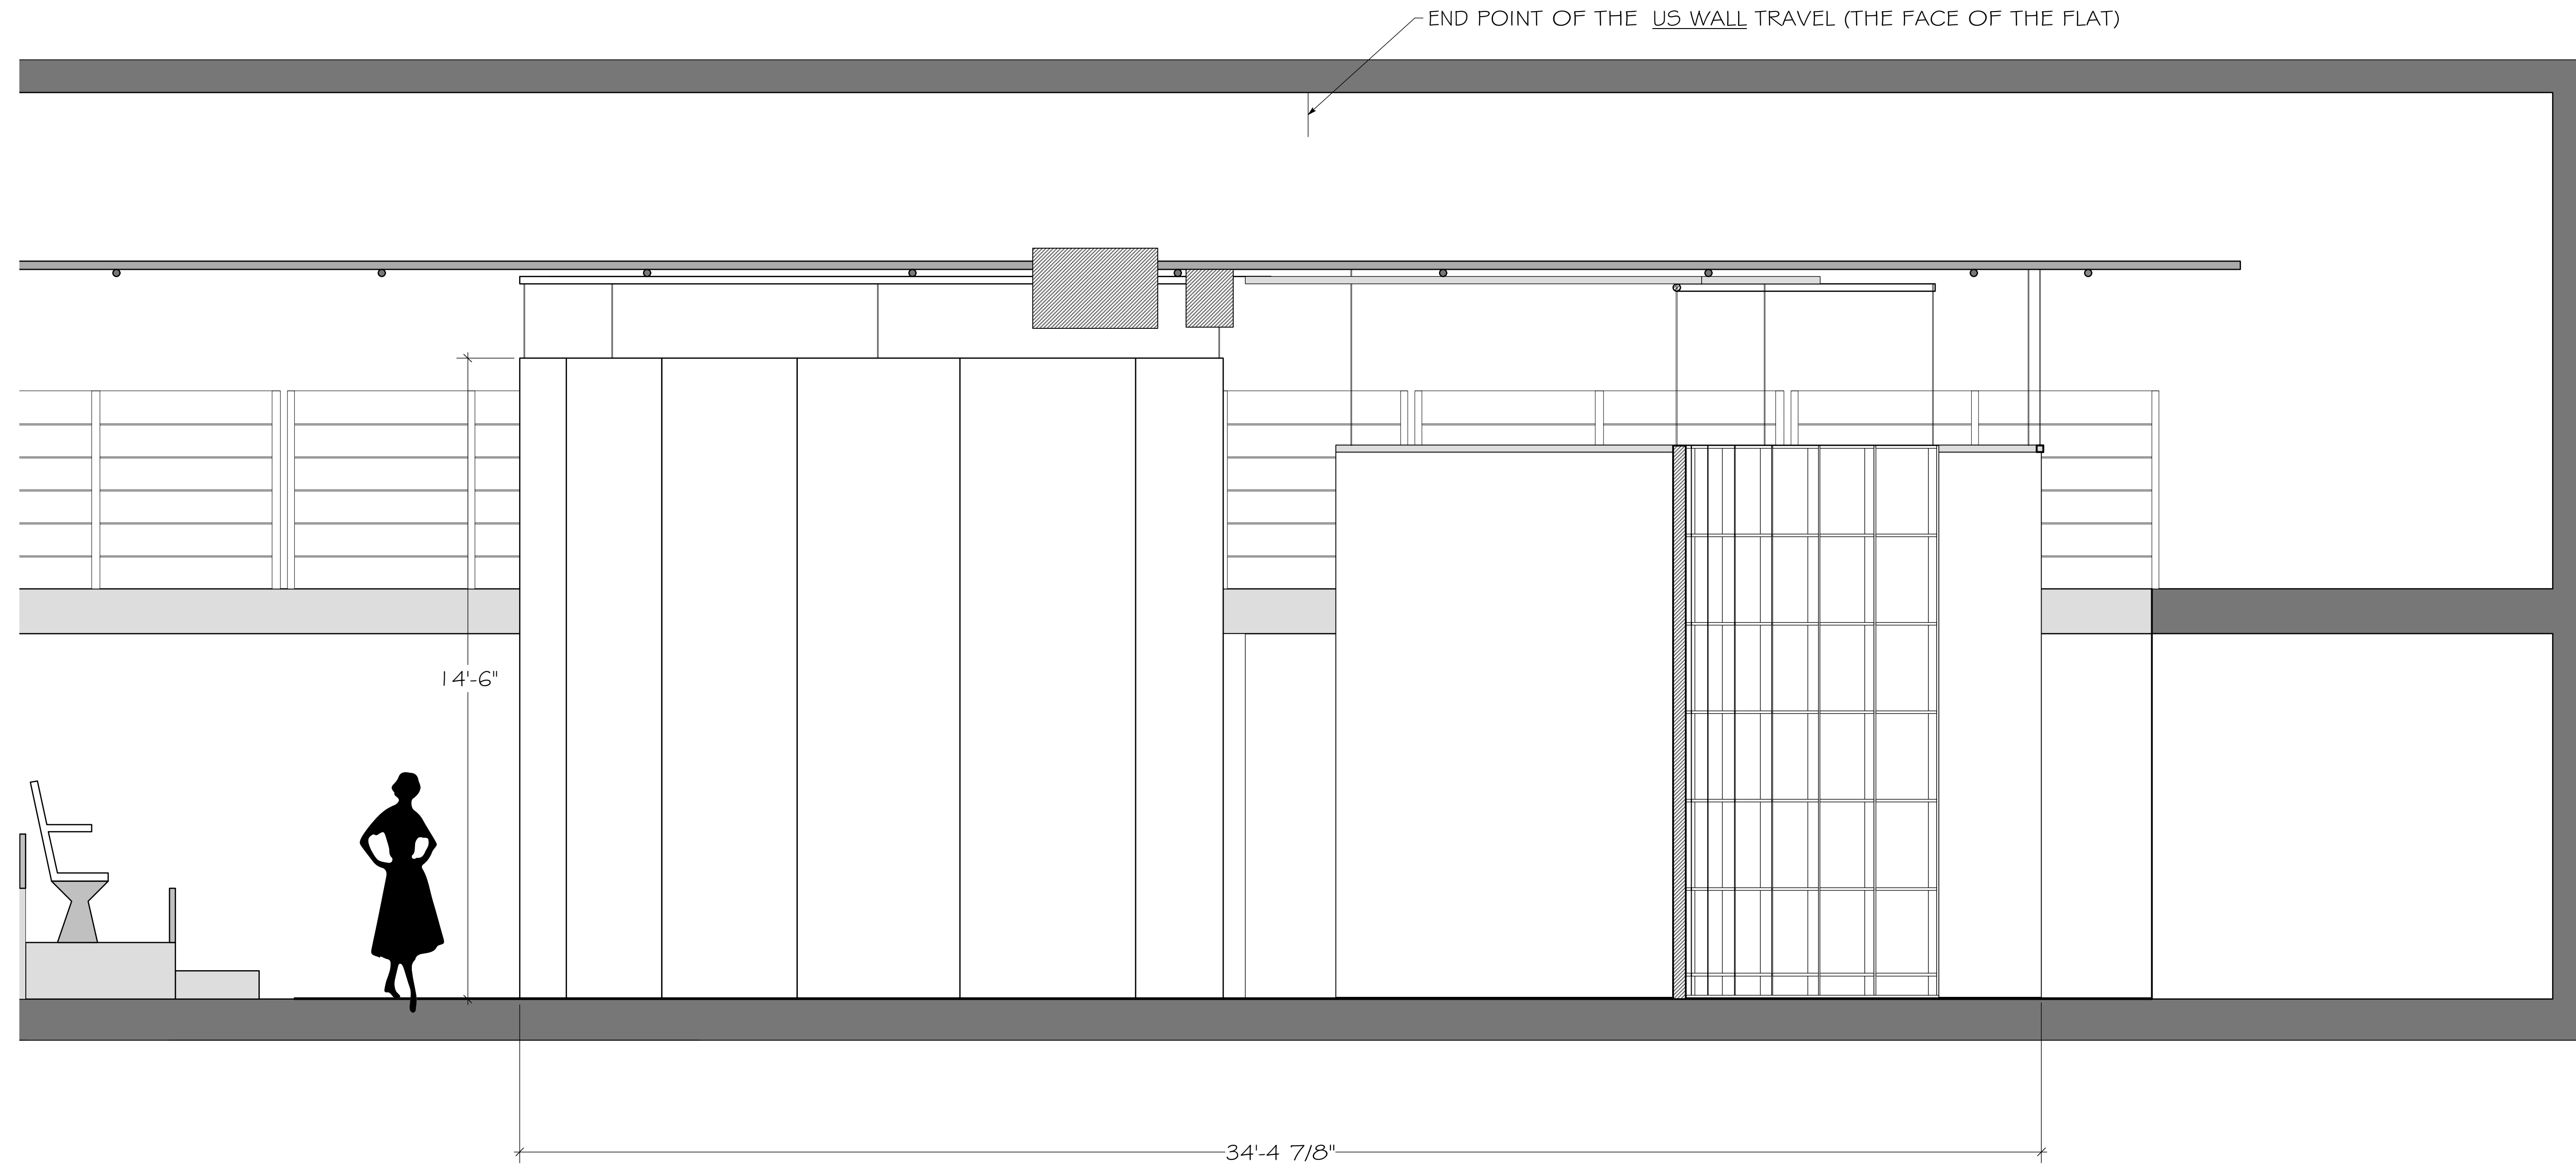 END POINT OF THE US WALL TRAVEL (THE FACE OF THE FLAT)
14'-6"
34'-4 7/8"